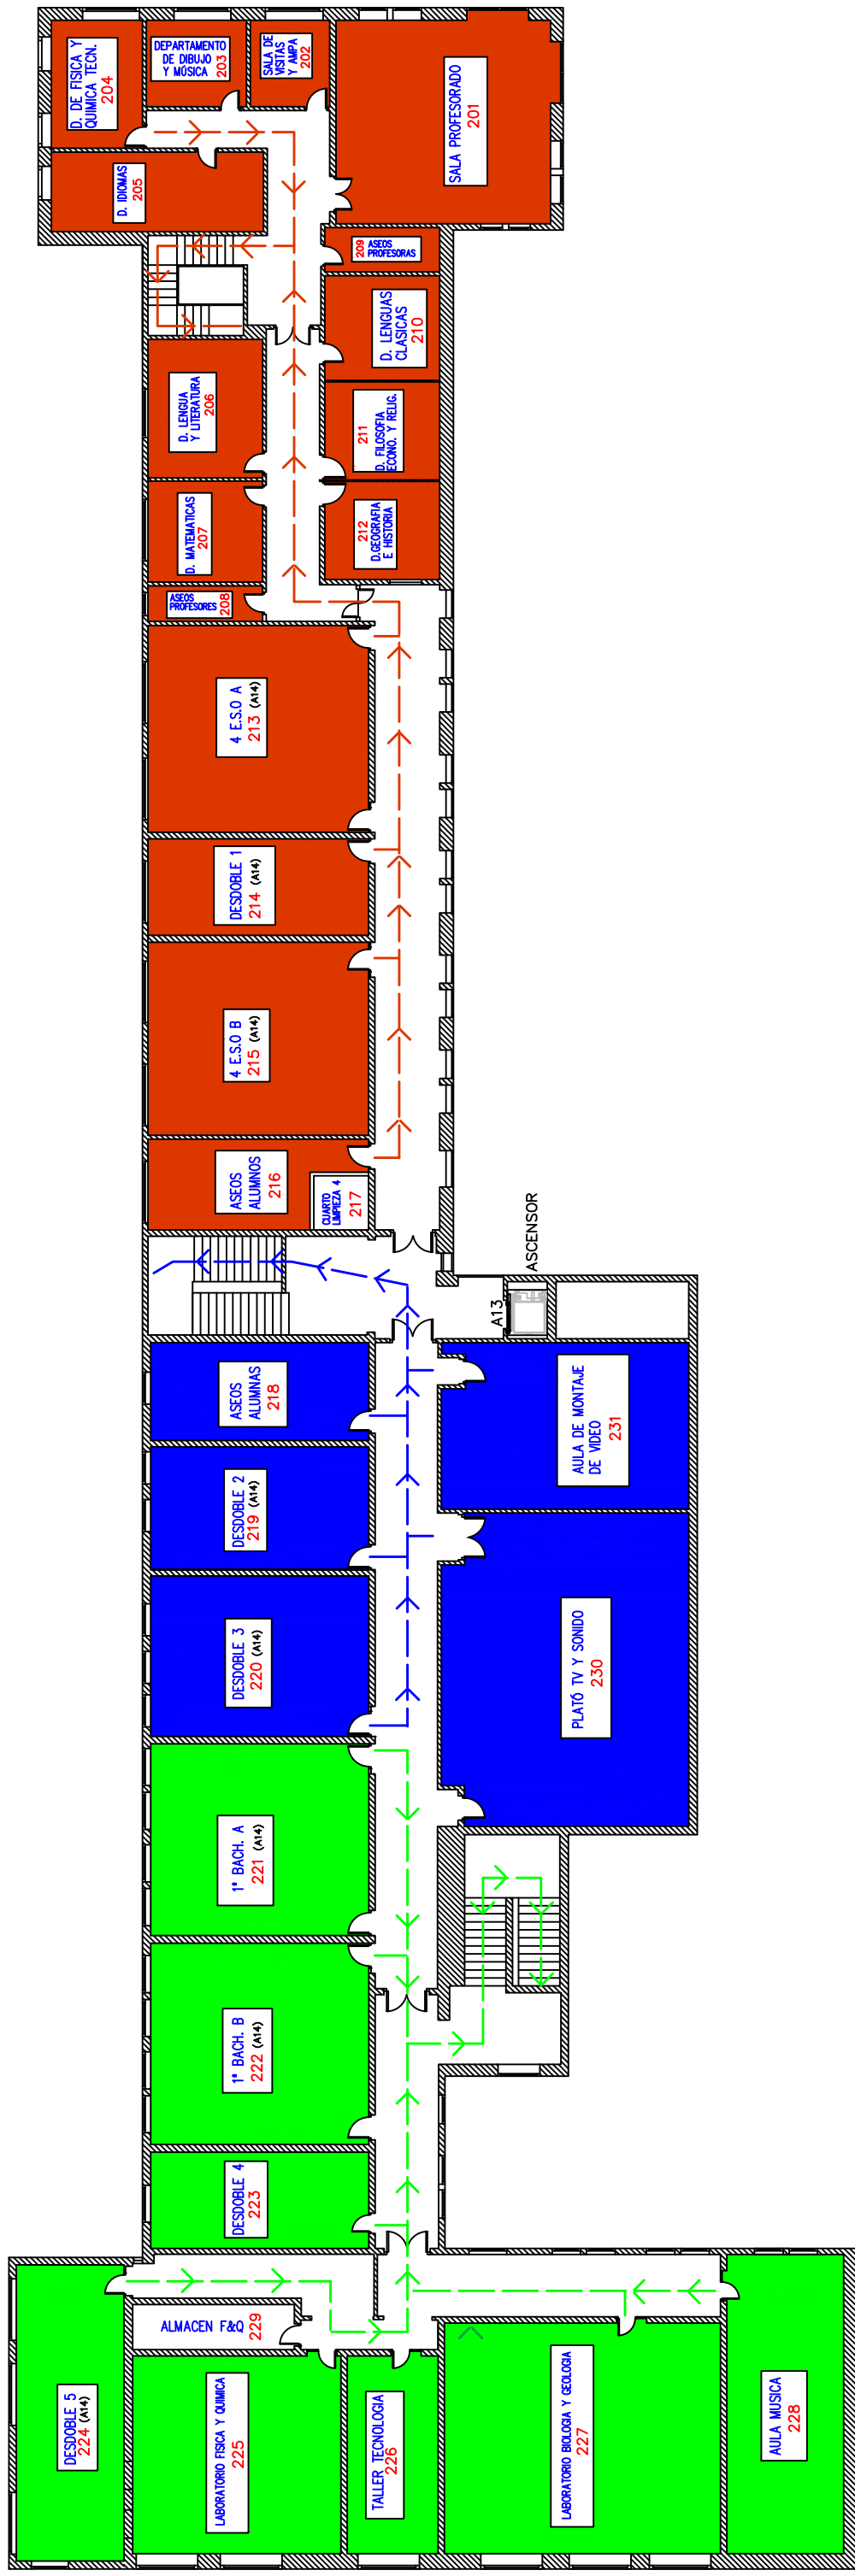 D. DE FISICA Y
QUIMICA TECN.
204
DEPARTAMENTO
DE DIBUJO
Y MÚSICA
203
SALA DE
VISITAS
Y AMPA
202
SALA PROFESORADO
201
D. IDIOMAS
205
209 ASEOS
PROFESORAS
D. LENGUAS
CLASICAS
210
D. LENGUA
Y LITERATURA
206
211
D. FILOSOFIA
ECONO. Y RELIG.
D. MATEMATICAS
207
212
D.GEOGRAFIA
E HISTORIA
ASEOS
PROFESORES 208
4 E.S.O A
213 (A14)
DESDOBLE 1
214 (A14)
4 E.S.O B
215 (A14)
ASEOS
ALUMNOS
216
CUARTO
LIMPIEZA 4
217
ASCENSOR
A13
ASEOS
ALUMNAS
218
AULA DE MONTAJE
DE VIDEO
231
DESDOBLE 2
219 (A14)
DESDOBLE 3
220 (A14)
PLATÓ TV Y SONIDO
230
1ª BACH. A
221 (A14)
1ª BACH. B
222 (A14)
DESDOBLE 4
223
ALMACEN F&Q 229
DESDOBLE 5
224 (A14)
LABORATORIO FISICA Y QUIMICA
225
TALLER TECNOLOGIA
226
LABORATORIO BIOLOGIA Y GEOLOGIA
227
AULA MUSICA
228